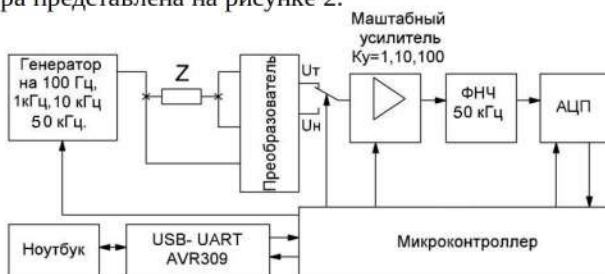 ра представлена на рисунке 2.
Маштабный
усилитель
Ку=1,10,100
Генератор
на 100 Гц,
1кГц,10 кГц
50 кГц.
Z
Преобразователь
Uт
Uн
ФНЧ
50 кГц
АЦП
Ноутбук
USB- UART
AVR309
Микроконтроллер